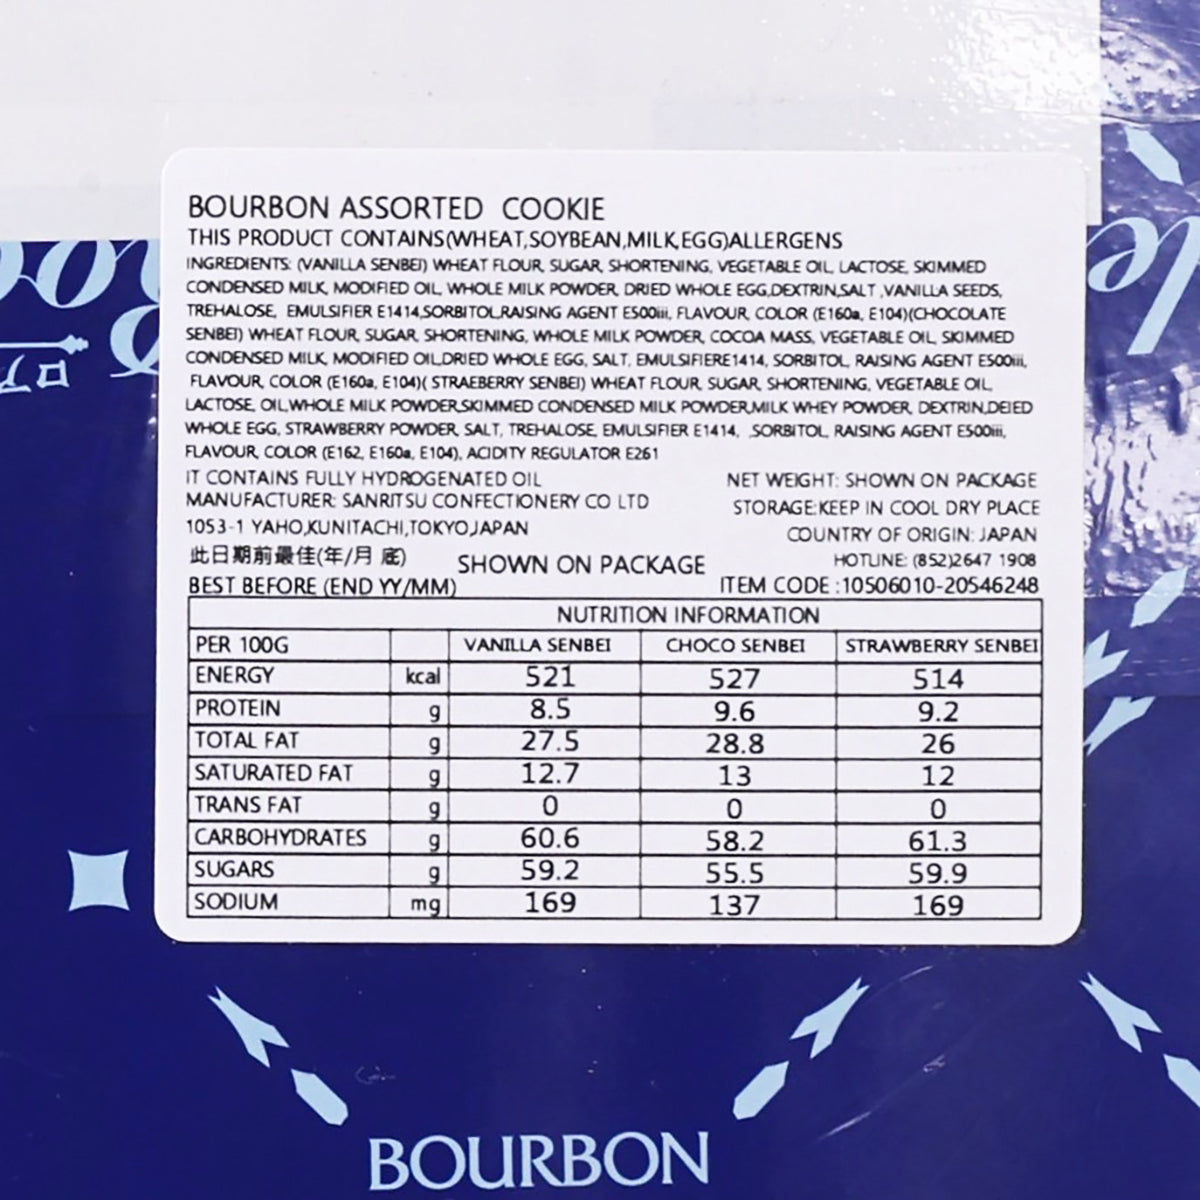 BOURBON ASSORTED COOKIE
THIS PRODUCT CONTAINS(WHEAT,SOYBEAN,MILK,EGG)ALLERGENS
INGREDIENTS: (VANILLA SENBEI) WHEAT FLOUR, SUGAR, SHORTENING, VEGETABLE OIL, LACTOSE, SKIMMED
CONDENSED MILK, MODIFIED OIL, WHOLE MILK POWDER, DRIED WHOLE EGG,DEXTRIN,SALT ,VANILLA SEEDS,
TREHALOSE, EMULSIFIER E1414,SORBITOL,RAISING AGENT E500iii, FLAVOUR, COLOR (E160a, E104)(CHOCOLATE
SENBEI) WHEAT FLOUR, SUGAR, SHORTENING, WHOLE MILK POWDER, COCOA MASS, VEGETABLE OIL, SKIMMED
CONDENSED MILK, MODIFIED OIL,DRIED WHOLE EGG, SALT, EMULSIFIERE1414, SORBITOL, RAISING AGENT E500iii,
FLAVOUR, COLOR (E160a, E104)( STRAEBERRY SENBEI) WHEAT FLOUR, SUGAR, SHORTENING, VEGETABLE OIL,
LACTOSE, OIL,WHOLE MILK POWDER,SKIMMED CONDENSED MILK POWDER,MILK WHEY POWDER, DEXTRIN,DEIED
WHOLE EGG, STRAWBERRY POWDER, SALT, TREHALOSE, EMULSIFIER E1414, ,SORBITOL, RAISING AGENT E500iii,
FLAVOUR, COLOR (E162, E160a, E104), ACIDITY REGULATOR E261
IT CONTAINS FULLY HYDROGENATED OIL
MANUFACTURER: SANRITSU CONFECTIONERY CO LTD
1053-1 YAHO,KUNITACHI,TOKYO,JAPAN
NET WEIGHT: SHOWN ON PACKAGE
STORAGE:KEEP IN COOL DRY PLACE
COUNTRY OF ORIGIN: JAPAN
HOTLINE: (852)2647 1908
此日期前最佳(年/月 底) SHOWN ON PACKAGE
BEST BEFORE (END YY/MM) ITEM CODE :10506010-20546248
NUTRITION INFORMATION
PER 100G VANILLA SENBEI CHOCO SENBEI STRAWBERRY SENBEI
ENERGY kcal 521 527 514
PROTEIN g 8.5 9.6 9.2
TOTAL FAT g 27.5 28.8 26
SATURATED FAT g 12.7 13 12
TRANS FAT g 0 0 0
CARBOHYDRATES g 60.6 58.2 61.3
SUGARS g 59.2 55.5 59.9
SODIUM mg 169 137 169
BOURBON